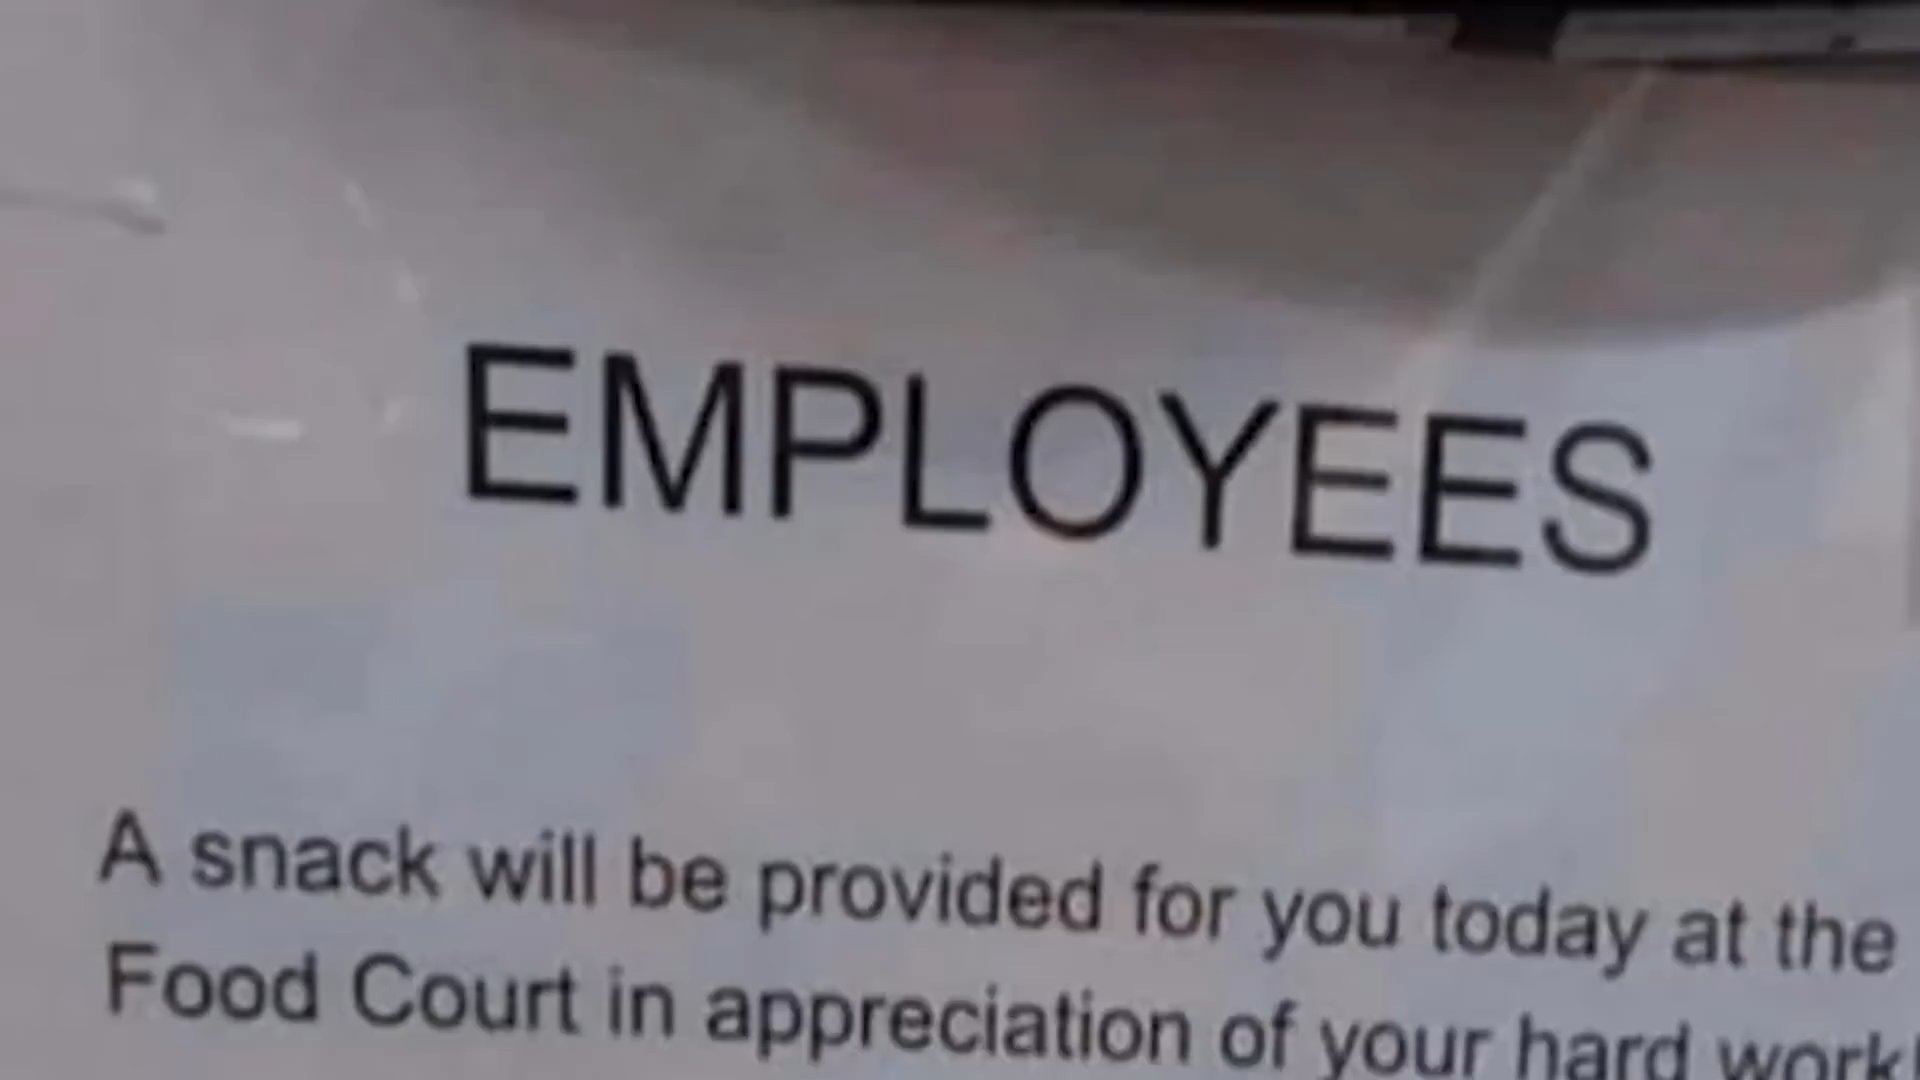 EMPLOYEES
A snack will be provided for you today at the
Food Court in appreciation of your hard work!